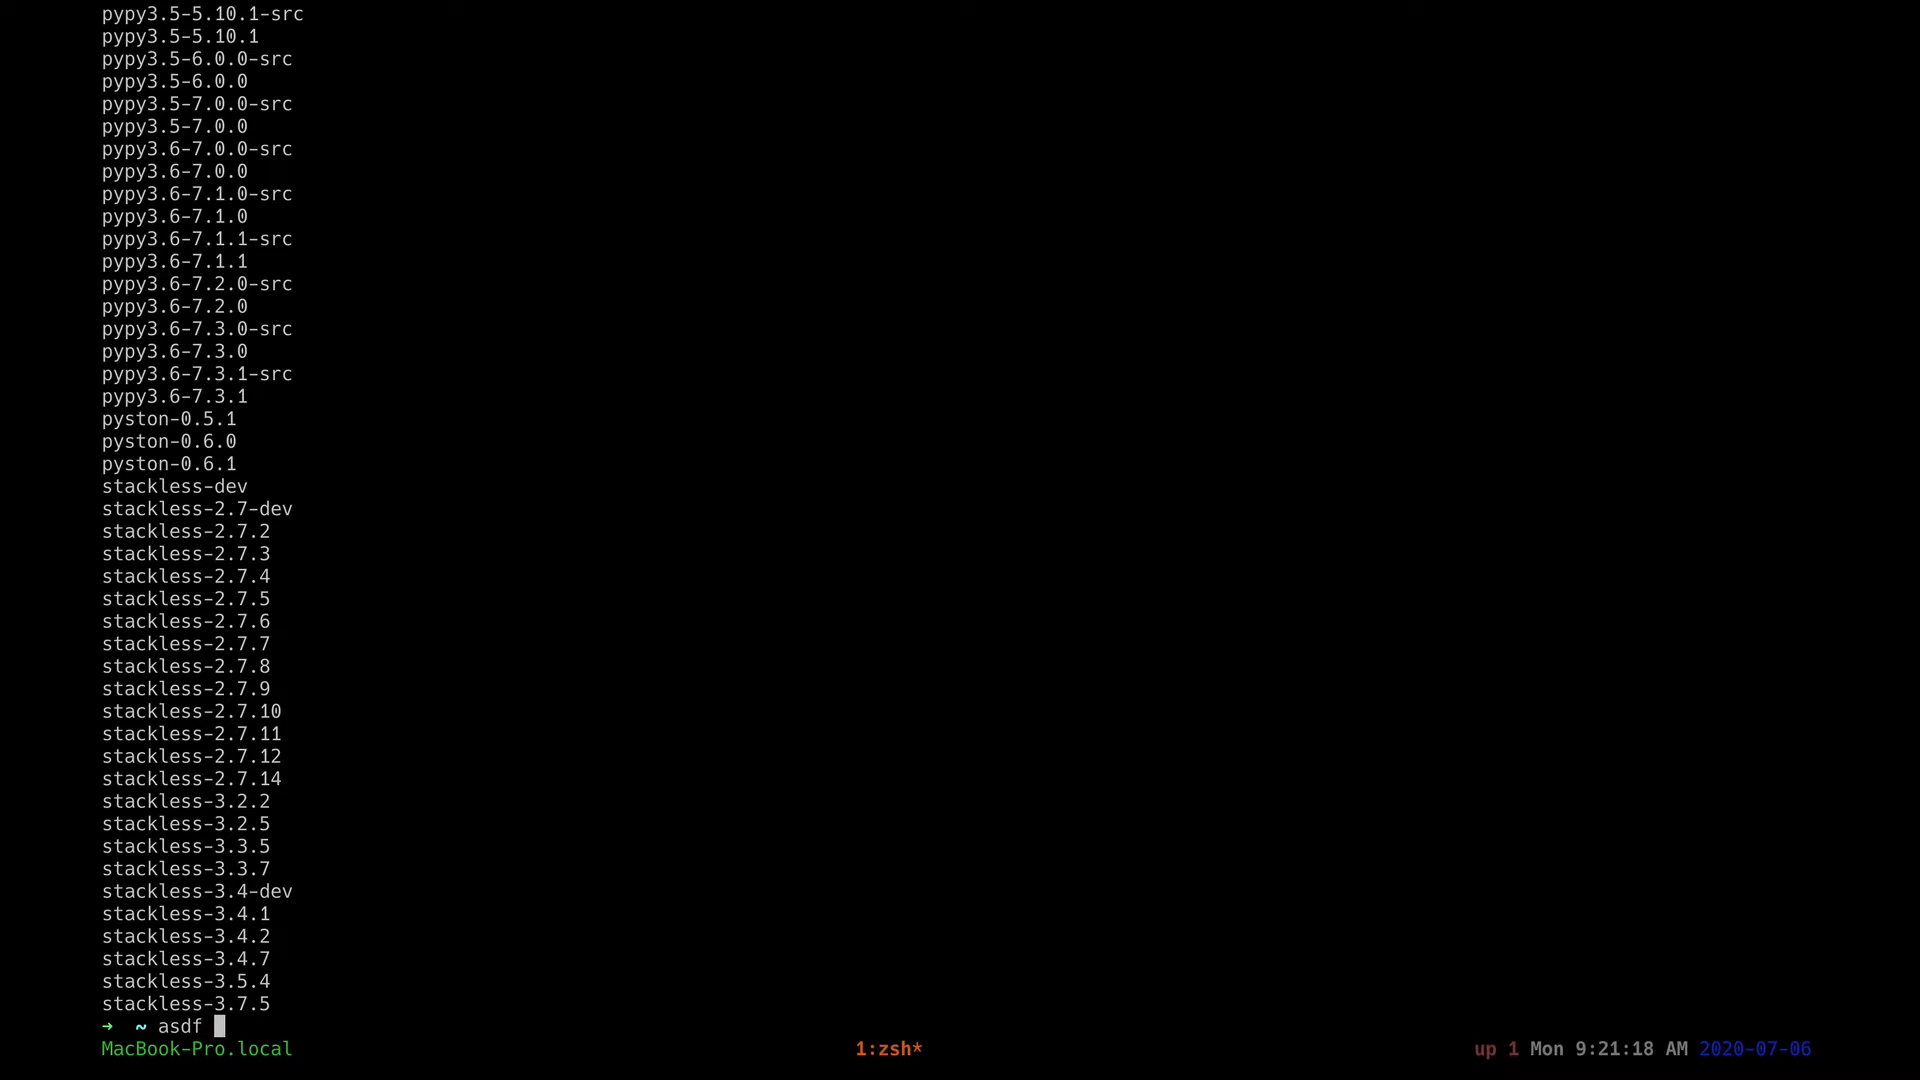 pypy3.5-5.10.1-src
pypy3.5-5.10.1
pypy3.5-6.0.0-src
pypy3.5-6.0.0
pypy3.5-7.0.0-src
pypy3.5-7.0.0
pypy3.6-7.0.0-src
pypy3.6-7.0.0
pypy3.6-7.1.0-src
pypy3.6-7.1.0
pypy3.6-7.1.1-src
pypy3.6-7.1.1
pypy3.6-7.2.0-src
pypy3.6-7.2.0
pypy3.6-7.3.0-src
pypy3.6-7.3.0
pypy3.6-7.3.1-src
pypy3.6-7.3.1
pyston-0.5.1
pyston-0.6.0
pyston-0.6.1
stackless-dev
stackless-2.7-dev
stackless-2.7.2
stackless-2.7.3
stackless-2.7.4
stackless-2.7.5
stackless-2.7.6
stackless-2.7.7
stackless-2.7.8
stackless-2.7.9
stackless-2.7.10
stackless-2.7.11
stackless-2.7.12
stackless-2.7.14
stackless-3.2.2
stackless-3.2.5
stackless-3.3.5
stackless-3.3.7
stackless-3.4-dev
stackless-3.4.1
stackless-3.4.2
stackless-3.4.7
stackless-3.5.4
stackless-3.7.5
→ ~ asdf
MacBook-Pro.local 1:zsh* up 1 Mon 9:21:18 AM 2020-07-06